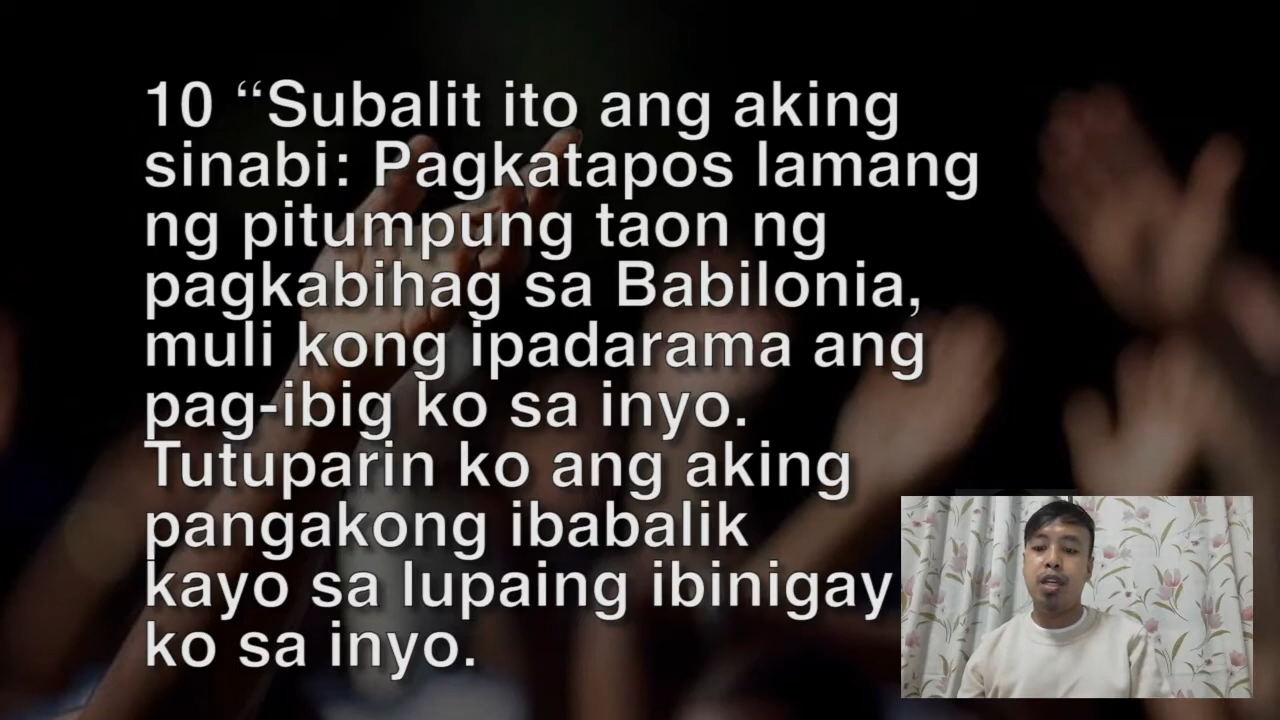 10 “Subalit ito ang aking
sinabi: Pagkatapos lamang
ng pitumpung taon ng
pagkabihag sa Babilonia,
muli kong ipadarama ang
pag-ibig ko sa inyo.
Tutuparin ko ang aking
pangakong ibabalik
kayo sa lupaing ibinigay
ko sa inyo.